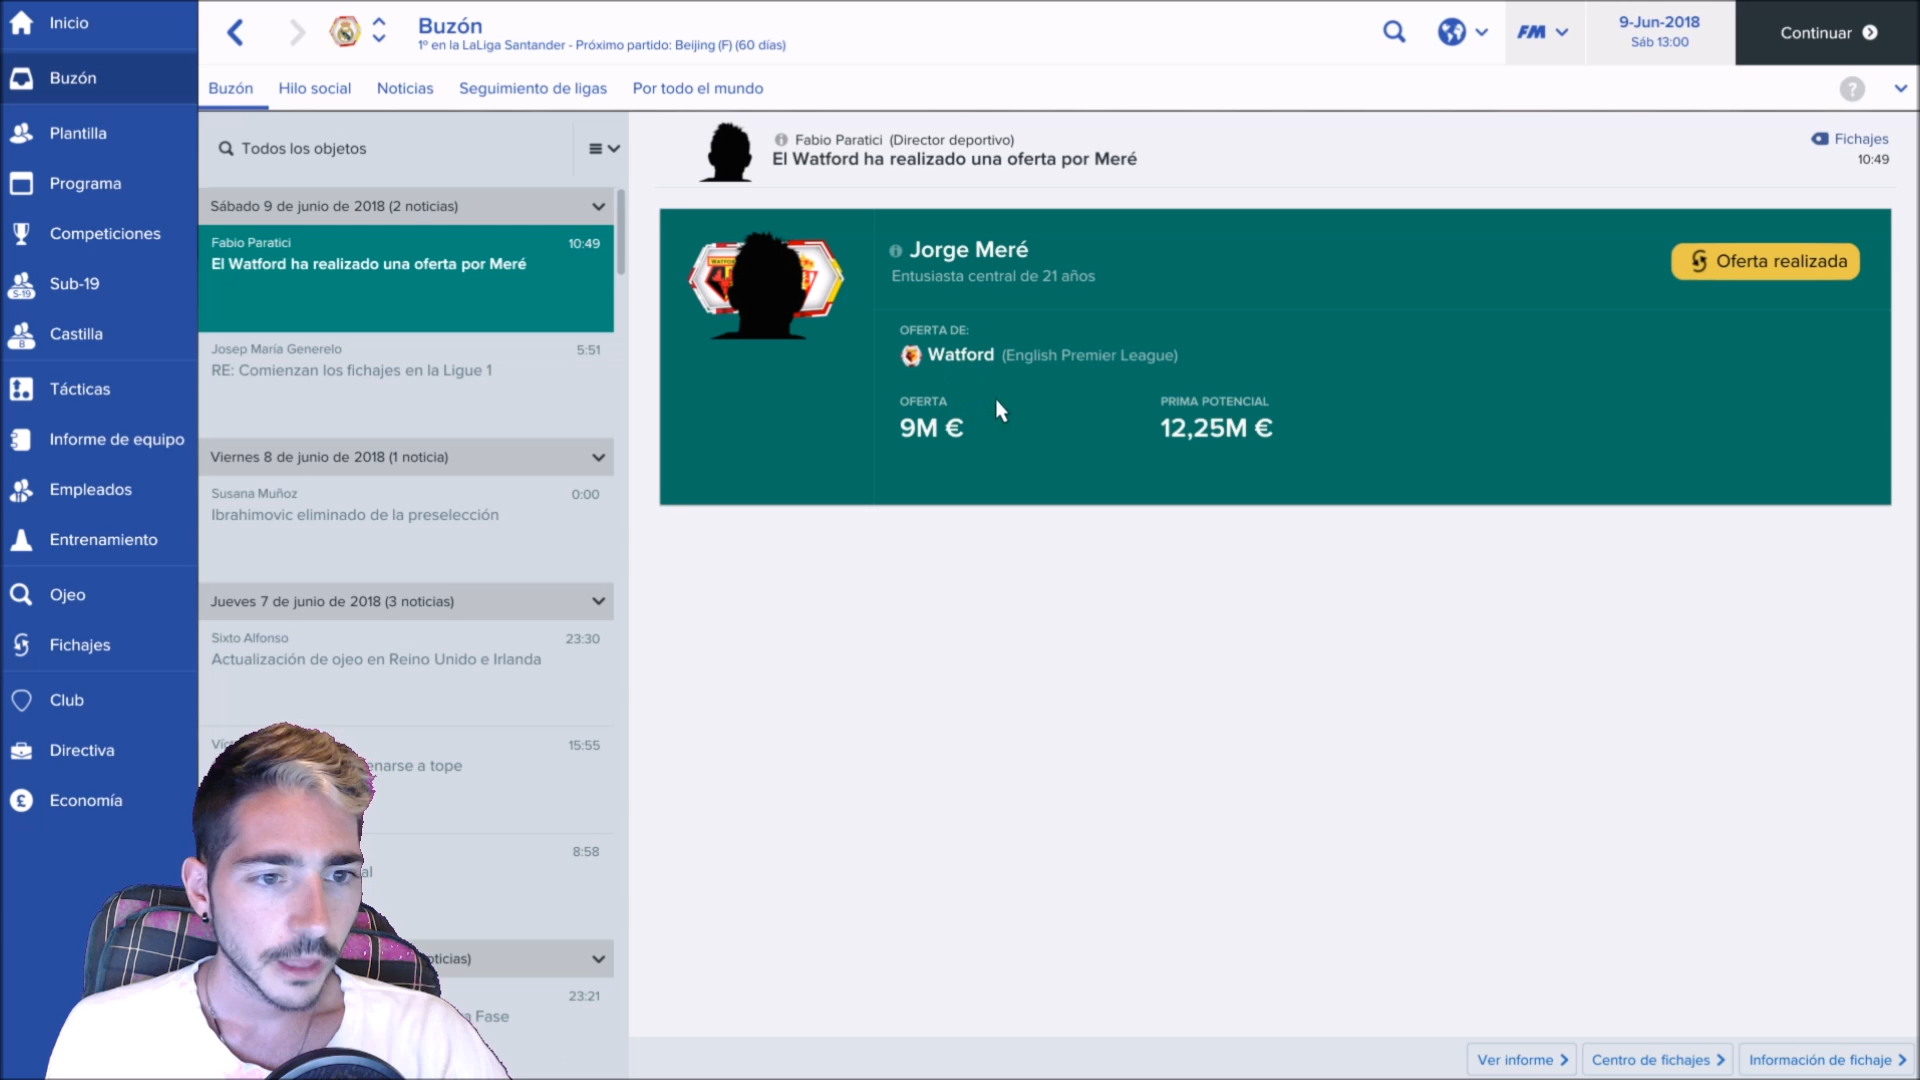 Inicio
Buzón
Plantilla
Programa
Competiciones
S-19
Sub-19
B
Castilla
Tácticas
Informe de equipo
Empleados
Entrenamiento
Ojeo
Fichajes
Club
Directiva
Economía
Buzón
1º en la LaLiga Santander - Próximo partido: Beijing (F) (60 días)
FM
9-Jun-2018
Sáb 13:00
Continuar
Buzón Hilo social Noticias Seguimiento de ligas Por todo el mundo
?
Todos los objetos
Sábado 9 de junio de 2018 (2 noticias)
Fabio Paratici 10:49
El Watford ha realizado una oferta por Meré
Josep María Generelo 5:51
RE: Comienzan los fichajes en la Ligue 1
Viernes 8 de junio de 2018 (1 noticia)
Susana Muñoz 0:00
Ibrahimovic eliminado de la preselección
Jueves 7 de junio de 2018 (3 noticias)
Sixto Alfonso 23:30
Actualización de ojeo en Reino Unido e Irlanda
15:55
enarse a tope
8:58
al
oticias)
23:21
a Fase
Fabio Paratici (Director deportivo)
El Watford ha realizado una oferta por Meré
Fichajes
10:49
Jorge Meré
Entusiasta central de 21 años
Oferta realizada
OFERTA DE:
Watford (English Premier League)
OFERTA PRIMA POTENCIAL
9M € 12,25M €
Ver informe Centro de fichajes Información de fichaje